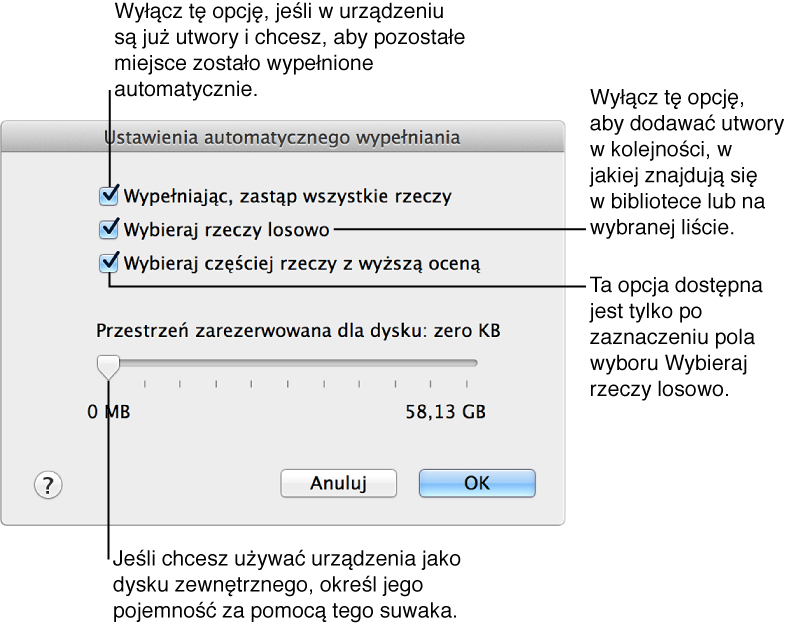 Wyłącz tę opcję, jeśli w urządzeniu
są już utwory i chcesz, aby pozostałe
miejsce zostało wypełnione
automatycznie.
Wyłącz tę opcję,
aby dodawać utwory
w kolejności, w
jakiej znajdują się
w bibliotece lub na
wybranej liście.
Ustawienia automatycznego wypełniania
Wypełniając, zastąp wszystkie rzeczy
Wybieraj rzeczy losowo
Wybieraj częściej rzeczy z wyższą oceną
Ta opcja dostępna
jest tylko po
zaznaczeniu pola
wyboru Wybieraj
rzeczy losowo.
Przestrzeń zarezerwowana dla dysku: zero KB
0 MB 58,13 GB
? Anuluj OK
Jeśli chcesz używać urządzenia jako
dysku zewnętrznego, określ jego
pojemność za pomocą tego suwaka.